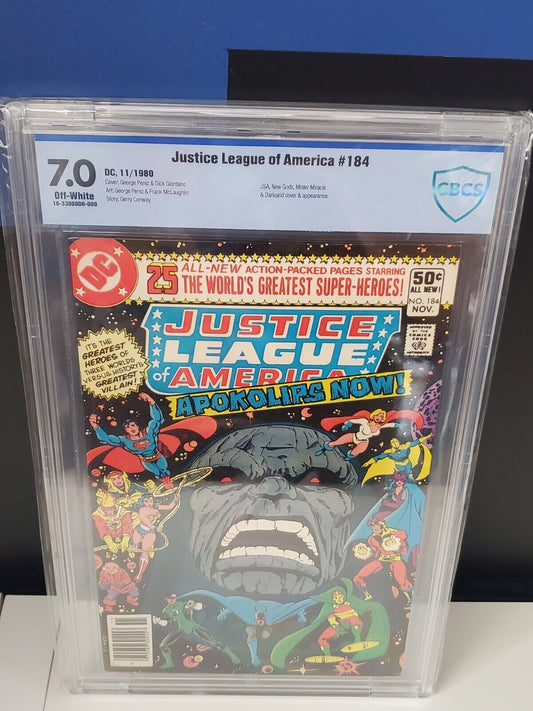 7.0
Off-White
16-3300D0E-009
Justice League of America #184
DC, 11/1980
Cover: George Perez & Dick Giordano
Art: George Perez & Frank McLaughlin
Story: Gerry Conway
JSA, New Gods, Mister Miracle
& Darkseid cover & appearance.
CBCS
DC
25 ALL-NEW ACTION-PACKED PAGES STARRING
THE WORLD'S GREATEST SUPER-HEROES!
50¢
ALL NEW!
NO. 184
NOV.
APPROVED
BY THE
COMICS
CODE
AUTHORITY
IT'S THE
GREATEST
HEROES OF
THREE WORLDS
VERSUS HISTORY'S
GREATEST
VILLAIN!
JUSTICE
LEAGUE
of AMERICA
APOKOLIPS NOW!